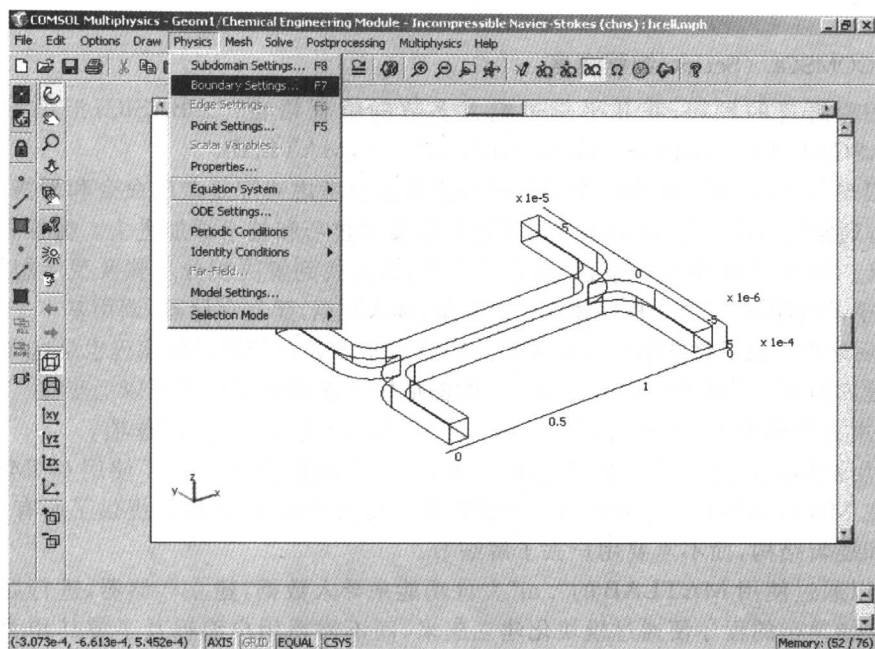 COMSOL Multiphysics - Geom1/Chemical Engineering Module - Incompressible Navier-Stokes (chns) : hcell.mph
File Edit Options Draw Physics Mesh Solve Postprocessing Multiphysics Help
Subdomain Settings... F8
Boundary Settings... F7
Edge Settings... F6
Point Settings... F5
Scalar Variables...
Properties...
Equation System
ODE Settings...
Periodic Conditions
Identity Conditions
Far-Field...
Model Settings...
Selection Mode
x 1e-5
5
0
x 1e-6
-5
5
0
x 1e-4
1
0.5
0
xy
yz
zx
z
y
x
(-3.073e-4, -6.613e-4, 5.452e-4) AXIS GRID EQUAL CSYS Memory: (52 / 76)